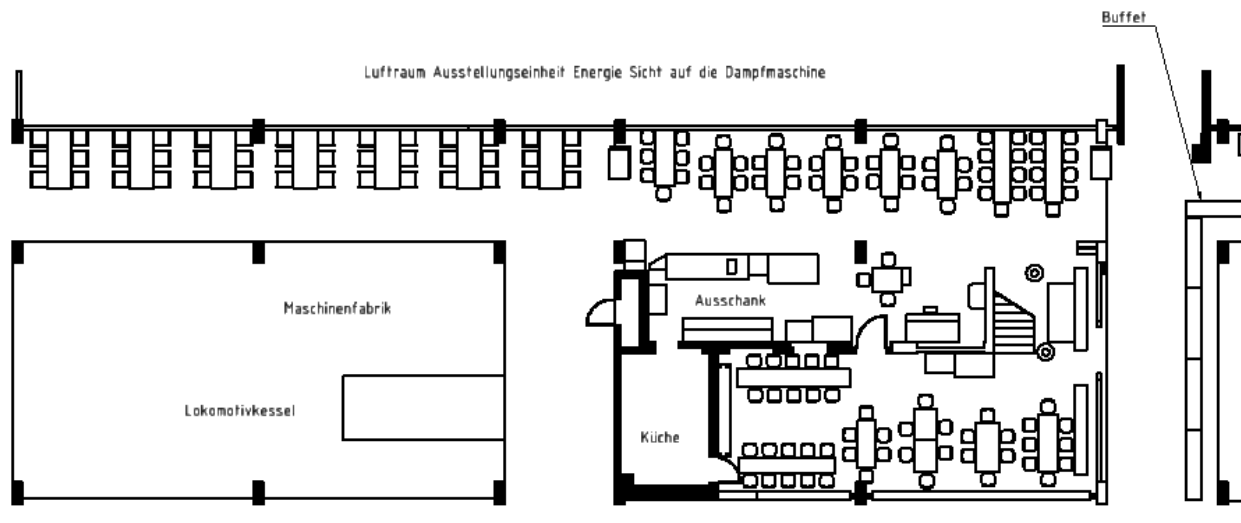 Buffet
Luftraum Ausstellungseinheit Energie Sicht auf die Dampfmaschine
Maschinenfabrik
Ausschank
Lokomotivkessel
Küche